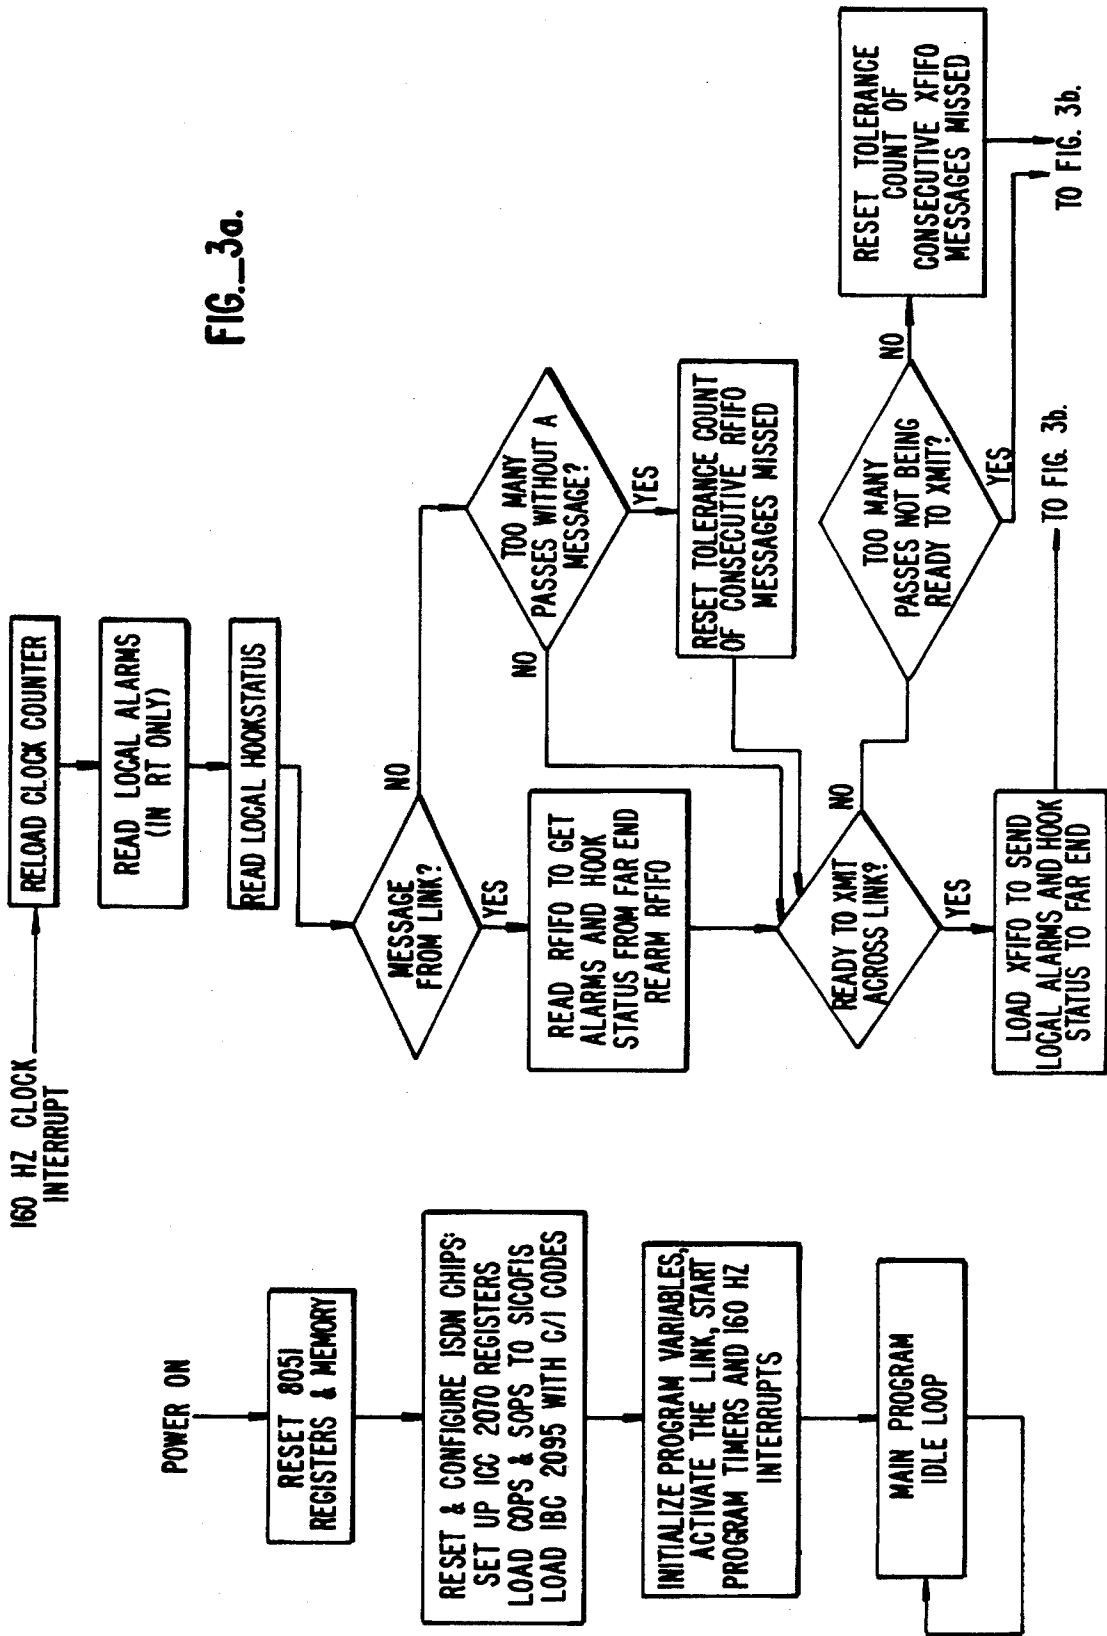 FIG._3a.
POWER ON
RESET 8051
REGISTERS & MEMORY
RESET & CONFIGURE ISDN CHIPS:
SET UP ICC 2070 REGISTERS
LOAD COPS & SOPS TO SICOFIS
LOAD IBC 2095 WITH C/I CODES
INITIALIZE PROGRAM VARIABLES,
ACTIVATE THE LINK, START
PROGRAM TIMERS AND 160 HZ
INTERRUPTS
MAIN PROGRAM
IDLE LOOP
160 HZ CLOCK
INTERRUPT
RELOAD CLOCK COUNTER
READ LOCAL ALARMS
(IN RT ONLY)
READ LOCAL HOOKSTATUS
MESSAGE
FROM LINK?
NO
YES
TOO MANY
PASSES WITHOUT A
MESSAGE?
NO
YES
READ RFIFO TO GET
ALARMS AND HOOK
STATUS FROM FAR END
REARM RFIFO
RESET TOLERANCE COUNT
OF CONSECUTIVE RFIFO
MESSAGES MISSED
READY TO XMIT
ACROSS LINK?
NO
YES
TOO MANY
PASSES NOT BEING
READY TO XMIT?
NO
YES
LOAD XFIFO TO SEND
LOCAL ALARMS AND HOOK
STATUS TO FAR END
TO FIG. 3b.
RESET TOLERANCE
COUNT OF
CONSECUTIVE XFIFO
MESSAGES MISSED
TO FIG. 3b.